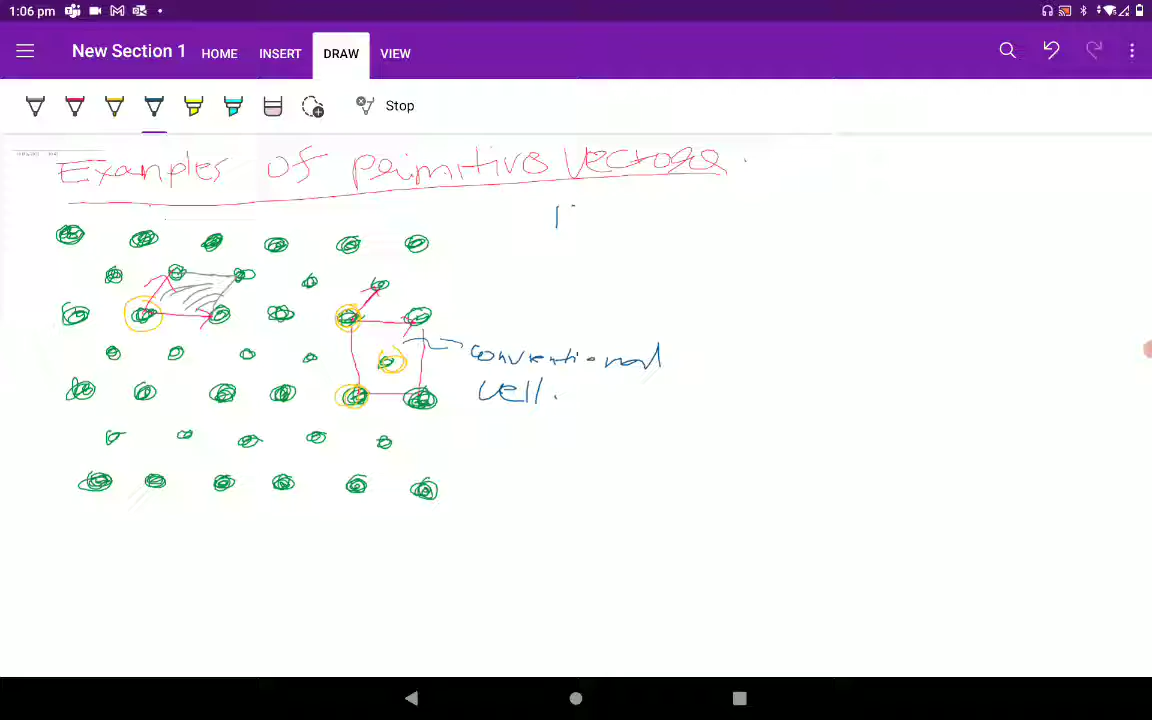 1:06 pm
New Section 1 HOME INSERT DRAW VIEW
Stop
Examples of primitive vectors.
conventional
cell.